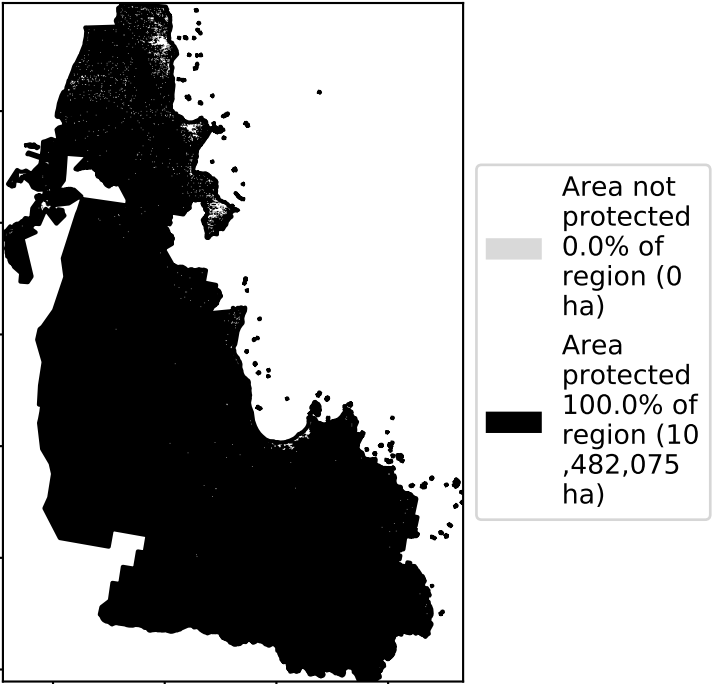 Area not
protected
0.0% of
region (0
ha)
Area
protected
100.0% of
region (10
,482,075
ha)